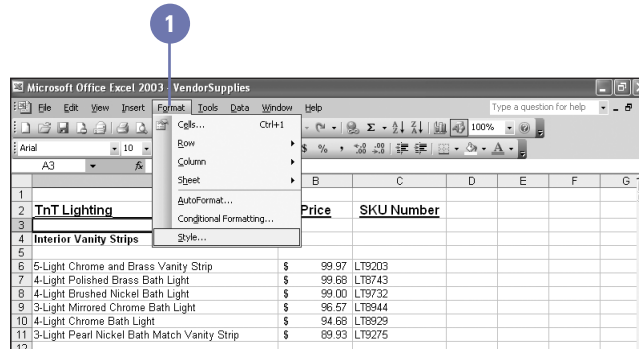 1
Microsoft Office Excel 2003 - VendorSupplies
File Edit View Insert Format Tools Data Window Help Type a question for help
100%
Arial 10 $ % ,
A3 fx
Cells... Ctrl+1
Row
Column
Sheet
AutoFormat...
Conditional Formatting...
Style...
B C D E F G
1
2 TnT Lighting Price SKU Number
3
4 Interior Vanity Strips
5
6 5-Light Chrome and Brass Vanity Strip $ 99.97 LT9203
7 4-Light Polished Brass Bath Light $ 99.68 LT8743
8 4-Light Brushed Nickel Bath Light $ 99.00 LT9732
9 3-Light Mirrored Chrome Bath Light $ 96.57 LT8944
10 4-Light Chrome Bath Light $ 94.68 LT8929
11 3-Light Pearl Nickel Bath Match Vanity Strip $ 89.93 LT9275
12